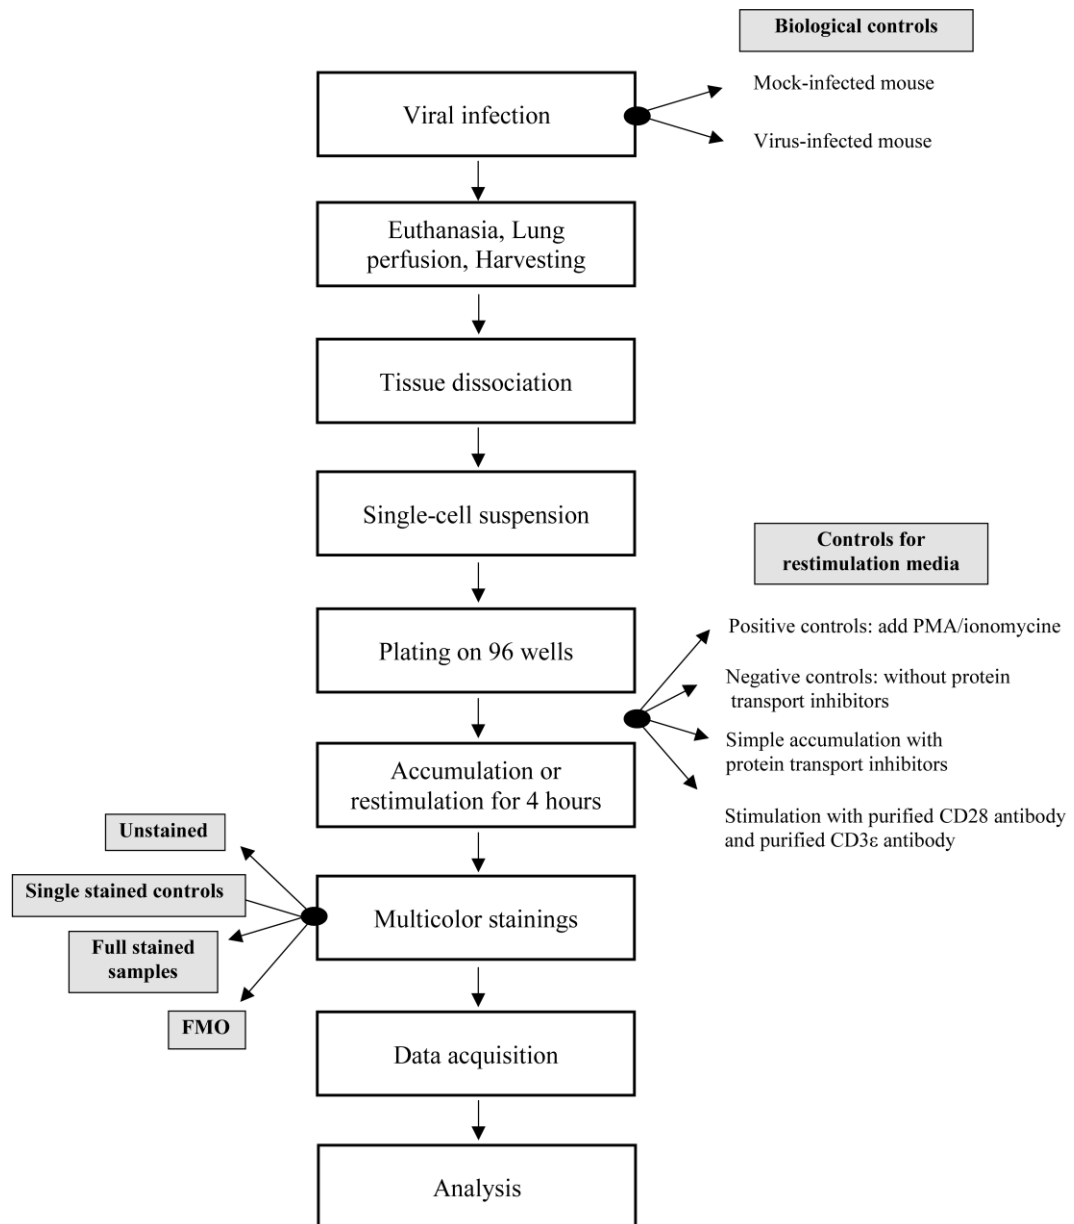 Biological controls
Viral infection
Mock-infected mouse
Virus-infected mouse
Euthanasia, Lung
perfusion, Harvesting
Tissue dissociation
Single-cell suspension
Controls for
restimulation media
Plating on 96 wells
Positive controls: add PMA/ionomycine
Negative controls: without protein
transport inhibitors
Simple accumulation with
protein transport inhibitors
Stimulation with purified CD28 antibody
and purified CD3ε antibody
Accumulation or
restimulation for 4 hours
Unstained
Single stained controls
Full stained
samples
FMO
Multicolor stainings
Data acquisition
Analysis